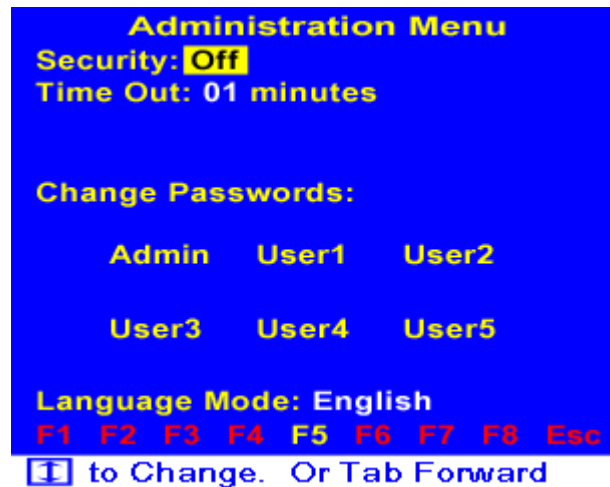 Administration Menu
Security: Off
Time Out: 01 minutes
Change Passwords:
Admin User1 User2
User3 User4 User5
Language Mode: English
F1 F2 F3 F4 F5 F6 F7 F8 Esc
to Change. Or Tab Forward